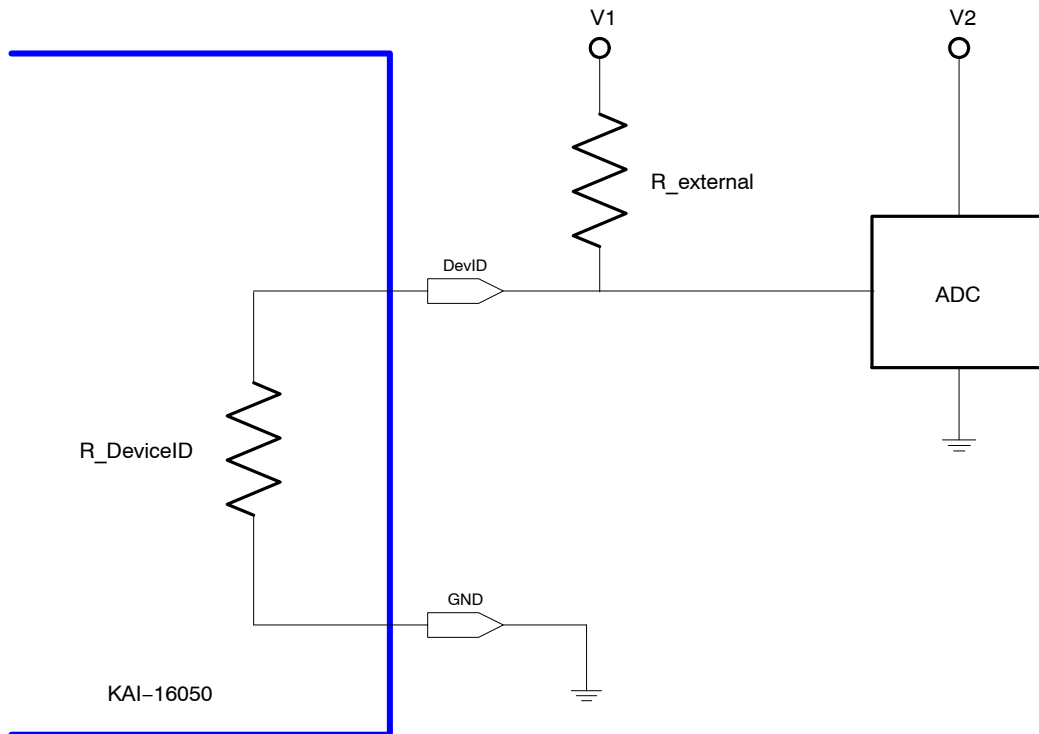 V1
V2
R_external
DevID
ADC
R_DeviceID
GND
KAI−16050